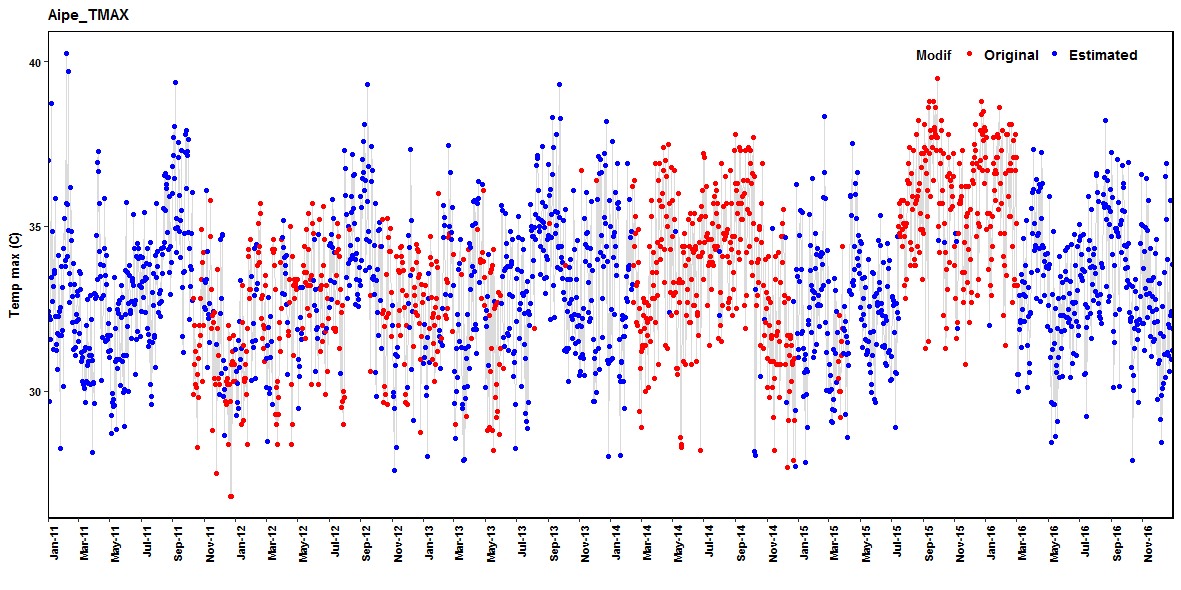 Aipe_TMAX
Modif Original Estimated
40
35
30
Temp max (C)
Jan-11 Mar-11 May-11 Jul-11 Sep-11 Nov-11 Jan-12 Mar-12 May-12 Jul-12 Sep-12 Nov-12 Jan-13 Mar-13 May-13 Jul-13 Sep-13 Nov-13 Jan-14 Mar-14 May-14 Jul-14 Sep-14 Nov-14 Jan-15 Mar-15 May-15 Jul-15 Sep-15 Nov-15 Jan-16 Mar-16 May-16 Jul-16 Sep-16 Nov-16